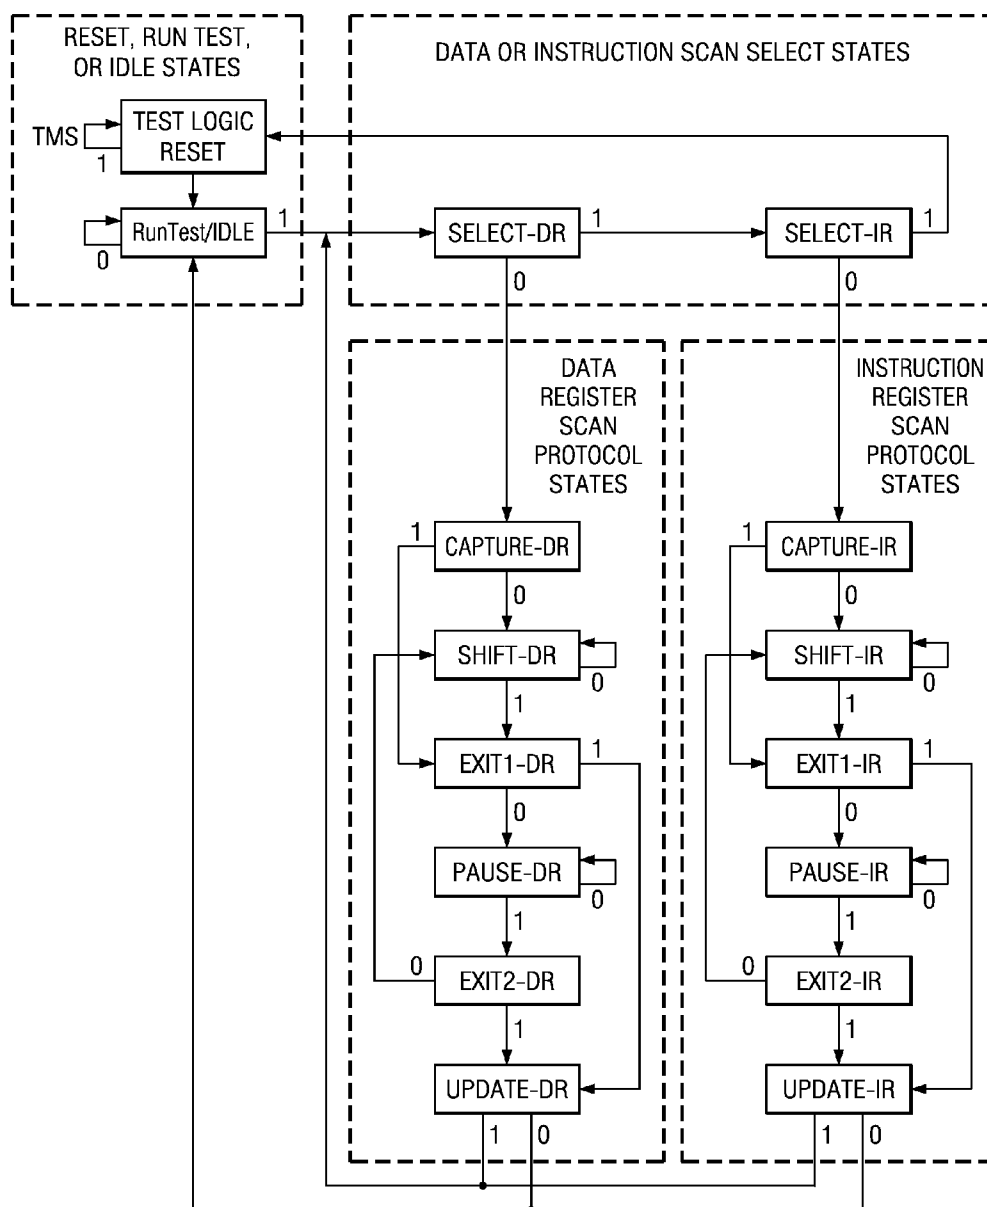 RESET, RUN TEST,
OR IDLE STATES
TMS
TEST LOGIC
RESET
1
RunTest/IDLE
1
0
DATA OR INSTRUCTION SCAN SELECT STATES
SELECT-DR
1
0
SELECT-IR
1
0
DATA
REGISTER
SCAN
PROTOCOL
STATES
1
CAPTURE-DR
0
SHIFT-DR
0
1
EXIT1-DR
1
0
PAUSE-DR
0
1
0
EXIT2-DR
1
UPDATE-DR
1
0
INSTRUCTION
REGISTER
SCAN
PROTOCOL
STATES
1
CAPTURE-IR
0
SHIFT-IR
0
1
EXIT1-IR
1
0
PAUSE-IR
0
1
0
EXIT2-IR
1
UPDATE-IR
1
0